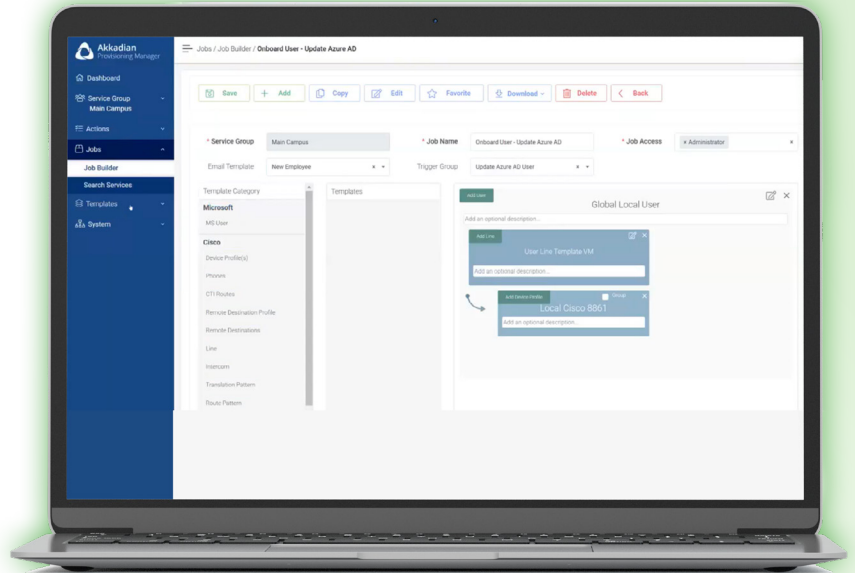 Akkadian
Provisioning Manager
Jobs / Job Builder / Onboard User - Update Azure AD
Dashboard
Service Group
Main Campus
Actions
Jobs
Job Builder
Search Services
Templates
System
Save
Add
Copy
Edit
Favorite
Download
Delete
Back
* Service Group
Main Campus
* Job Name
Onboard User - Update Azure AD
* Job Access
× Administrator
×
Email Template
New Employee
×
Trigger Group
Update Azure AD User
×
Template Category
Microsoft
MS User
Cisco
Device Profile(s)
Phones
CTI Routes
Remote Destination Profile
Remote Destinations
Line
Intercom
Translation Pattern
Route Pattern
Templates
Add User
Global Local User
Add an optional description...
Add Line
User Line Template VM
Add an optional description...
Add Device Profile
Group
Local Cisco 8861
Add an optional description...